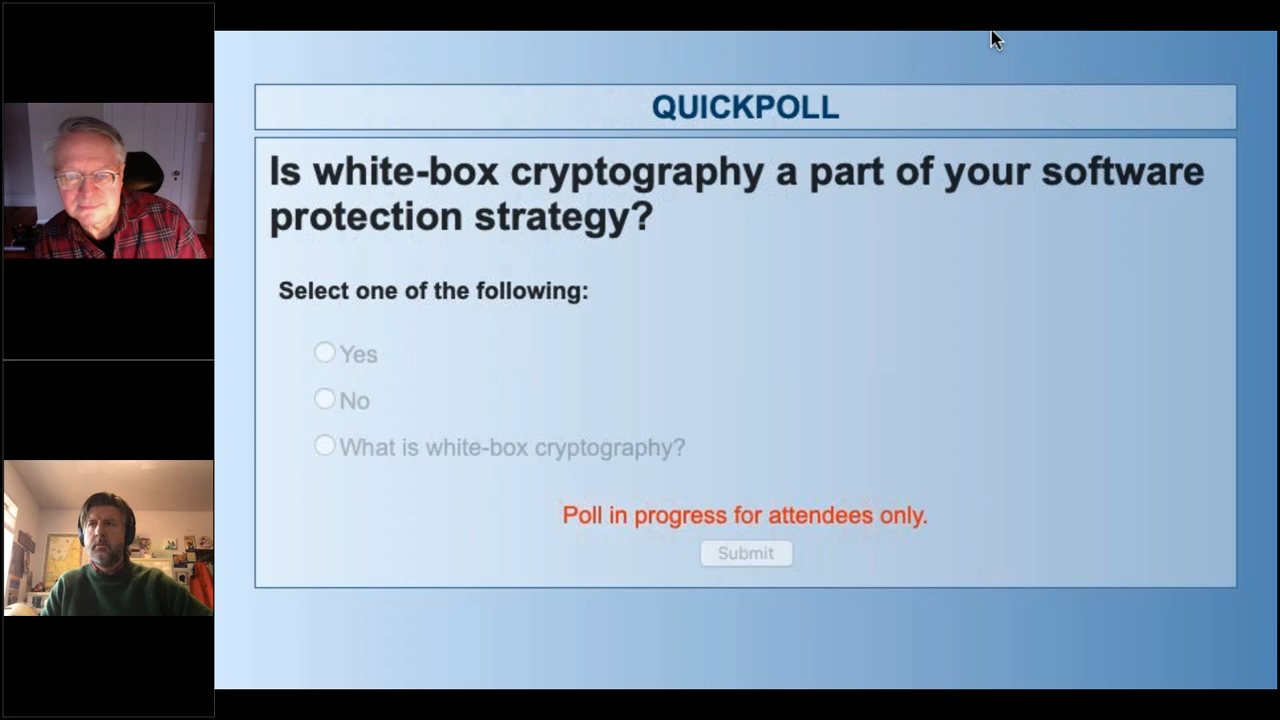 QUICKPOLL
Is white-box cryptography a part of your software
protection strategy?
Select one of the following:
Yes
No
What is white-box cryptography?
Poll in progress for attendees only.
Submit